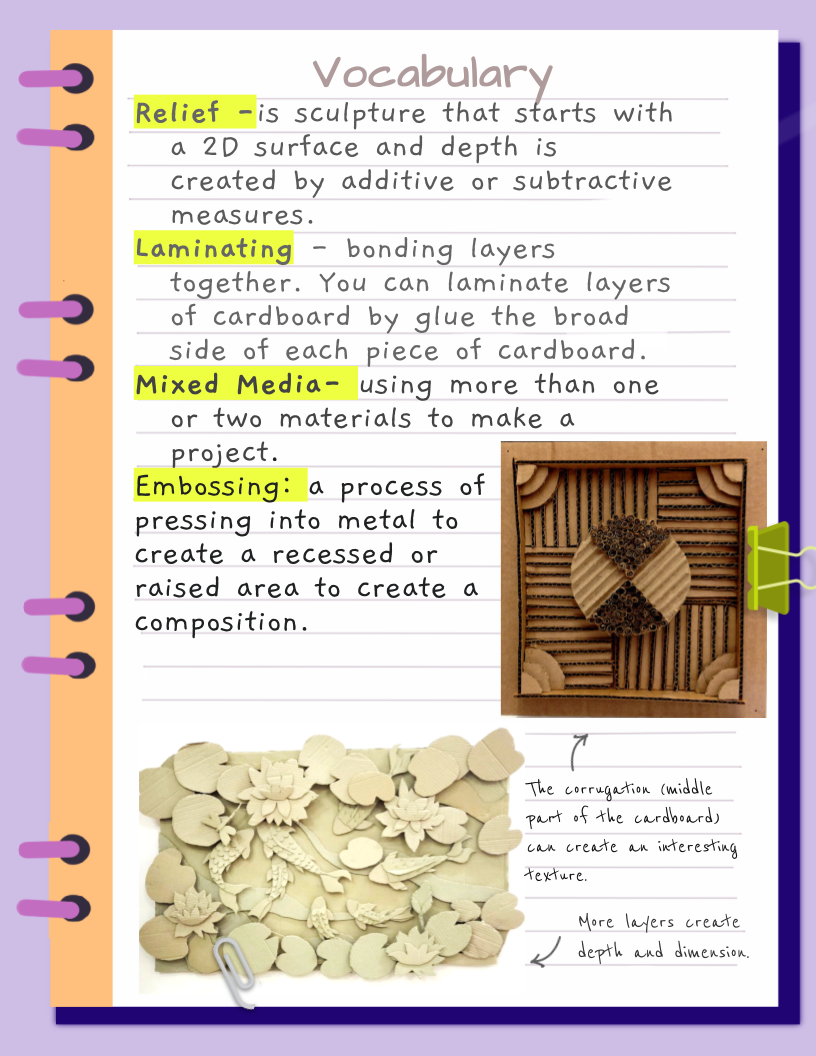 Vocabulary
Relief -is sculpture that starts with
a 2D surface and depth is
created by additive or subtractive
measures.
Laminating - bonding layers
together. You can laminate layers
of cardboard by glue the broad
side of each piece of cardboard.
Mixed Media- using more than one
or two materials to make a
project.
Embossing: a process of
pressing into metal to
create a recessed or
raised area to create a
composition.
The corrugation (middle
part of the cardboard)
can create an interesting
texture.
More layers create
depth and dimension.